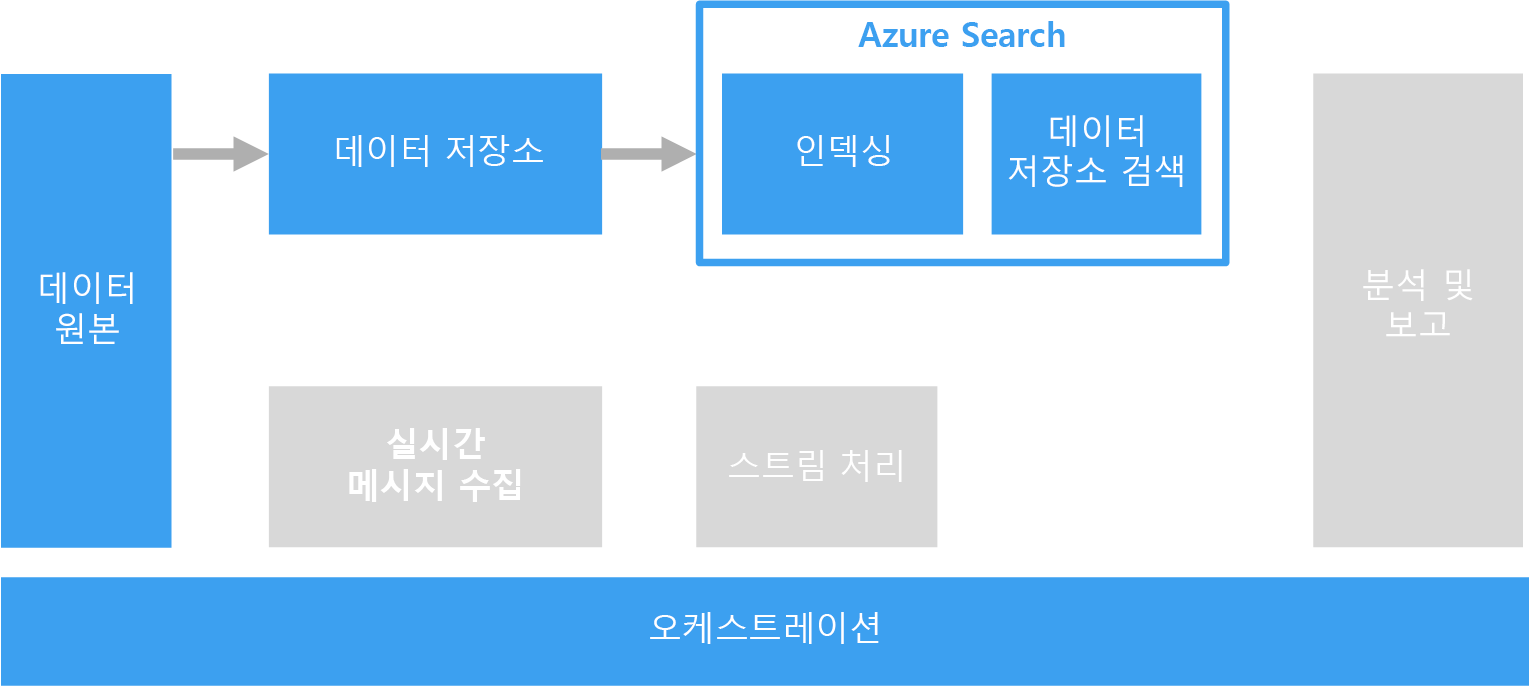 Azure Search
데이터
원본
데이터 저장소
인덱싱
데이터
저장소 검색
분석 및
보고
실시간
메시지 수집
스트림 처리
오케스트레이션